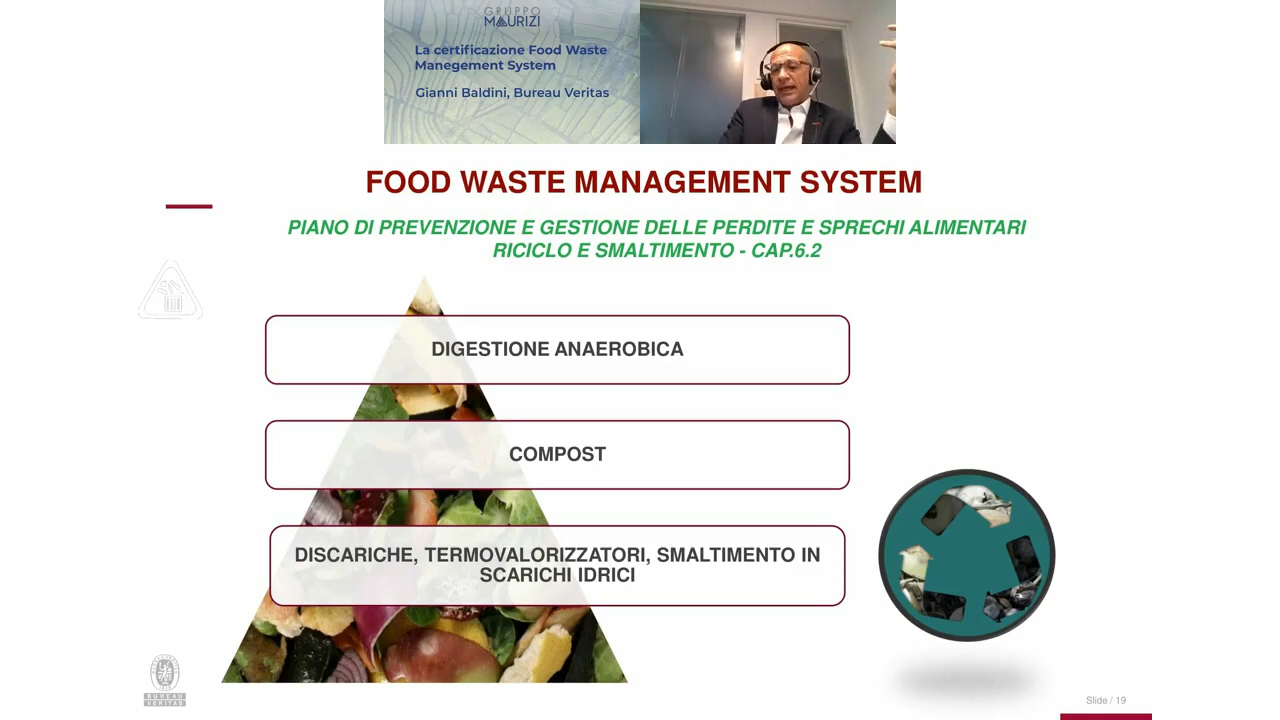 GRUPPO
MAURIZI
La certificazione Food Waste
Manegement System
Gianni Baldini, Bureau Veritas
FOOD WASTE MANAGEMENT SYSTEM
PIANO DI PREVENZIONE E GESTIONE DELLE PERDITE E SPRECHI ALIMENTARI
RICICLO E SMALTIMENTO - CAP.6.2
DIGESTIONE ANAEROBICA
COMPOST
DISCARICHE, TERMOVALORIZZATORI, SMALTIMENTO IN
SCARICHI IDRICI
BUREAU
VERITAS
Slide / 19